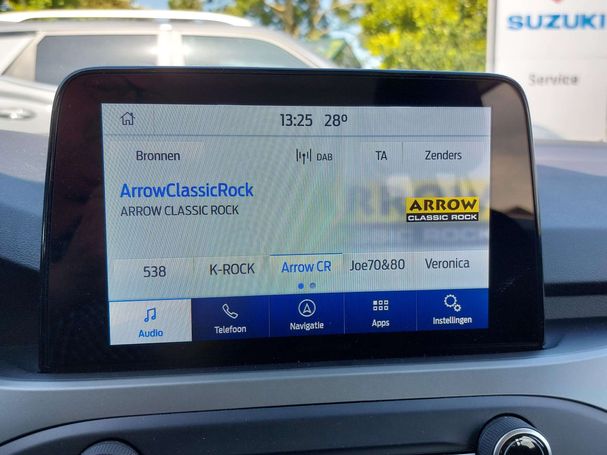 SUZUKI
Service
13:25 28º
Bronnen DAB TA Zenders
ArrowClassicRock
ARROW CLASSIC ROCK
ARROW
CLASSIC ROCK
538 K-ROCK Arrow CR Joe70&80 Veronica
Audio Telefoon Navigatie Apps Instellingen